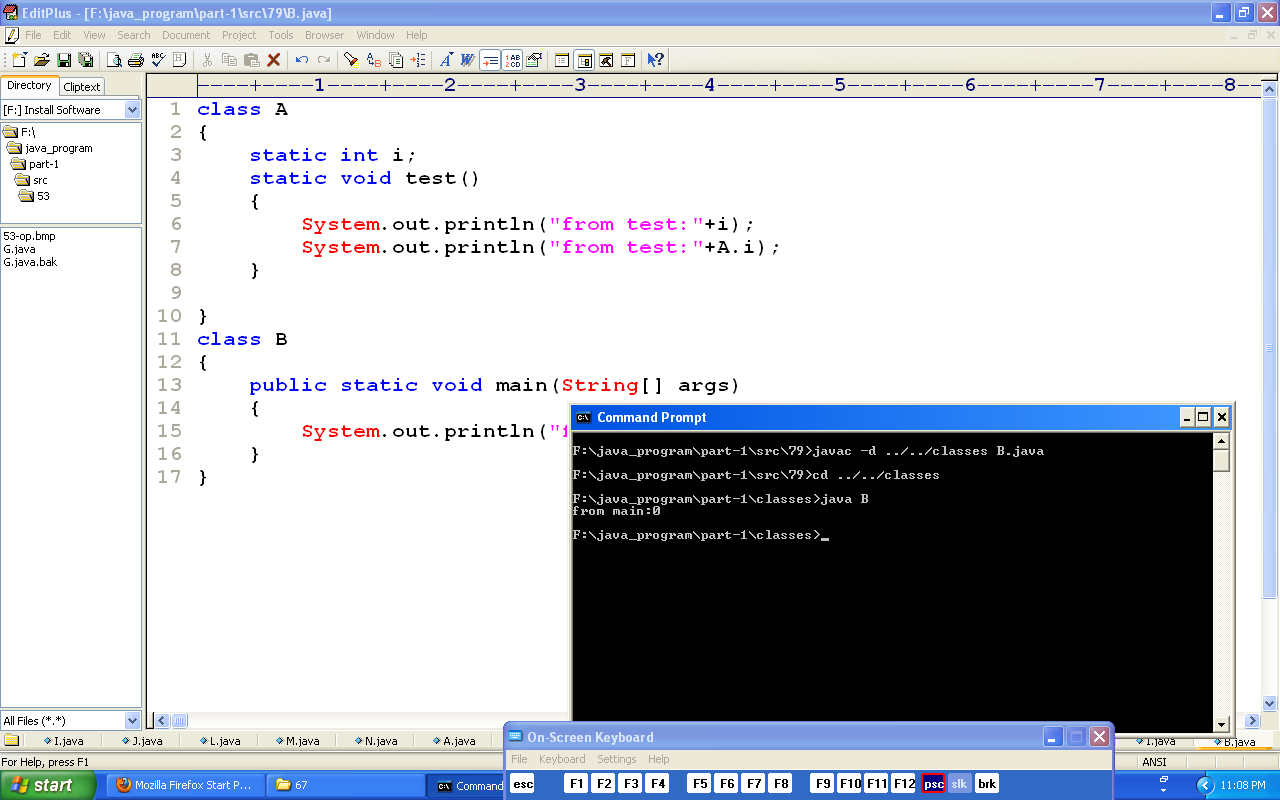 EditPlus - [F:\java_program\part-1\src\79\B.java]
File Edit View Search Document Project Tools Browser Window Help
Directory Cliptext
----+----1----+----2----+----3----+----4----+----5----+----6----+----7----+----8--
[F:] Install Software
F:\
java_program
part-1
src
53
53-op.bmp
G.java
G.java.bak
All Files (*.*)
1 class A
2 {
3 static int i;
4 static void test()
5 {
6 System.out.println("from test:"+i);
7 System.out.println("from test:"+A.i);
8 }
9
10 }
11 class B
12 {
13 public static void main(String[] args)
14 {
15 System.out.println("
16 }
17 }
Command Prompt
F:\java_program\part-1\src\79>javac -d ../../classes B.java
F:\java_program\part-1\src\79>cd ../../classes
F:\java_program\part-1\classes>java B
from main:0
F:\java_program\part-1\classes>_
I.java J.java L.java M.java N.java A.java I.java B.java
On-Screen Keyboard
File Keyboard Settings Help
esc F1 F2 F3 F4 F5 F6 F7 F8 F9 F10 F11 F12 psc slk brk
For Help, press F1 ANSI
start Mozilla Firefox Start P... 67 Command 11:08 PM